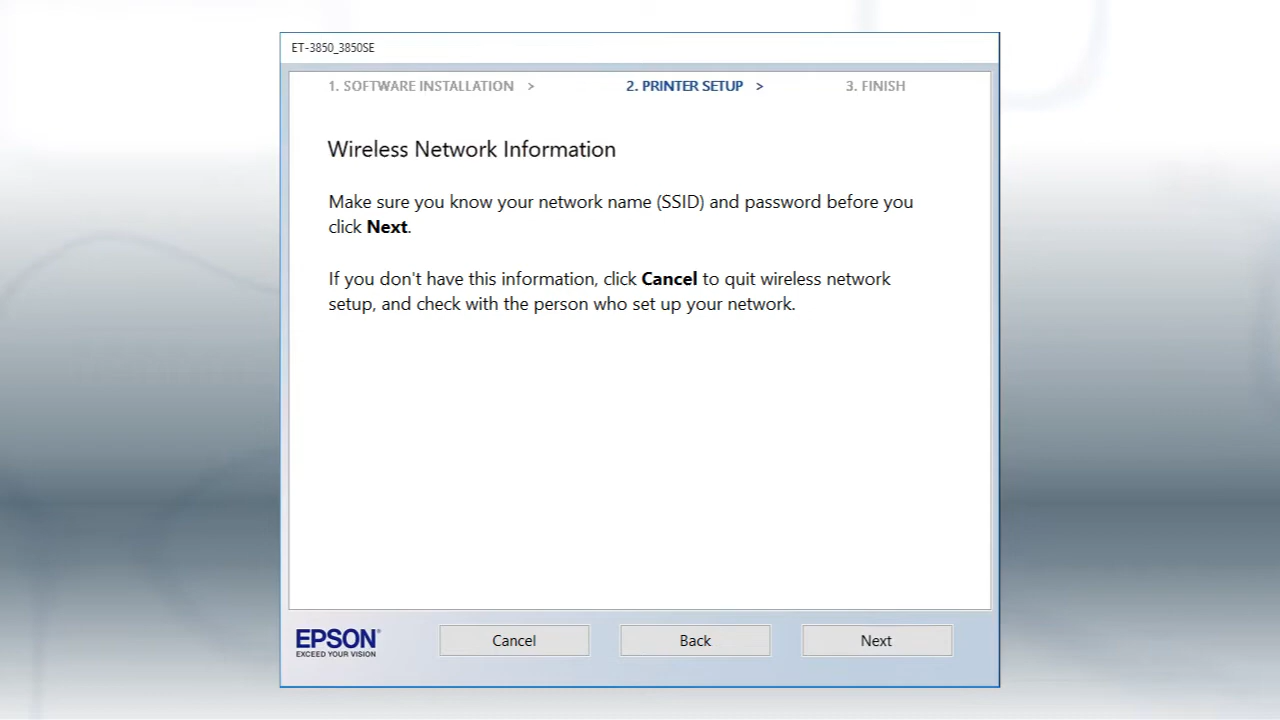 ET-3850_3850SE
1. SOFTWARE INSTALLATION > 2. PRINTER SETUP > 3. FINISH
Wireless Network Information
Make sure you know your network name (SSID) and password before you
click Next.
If you don't have this information, click Cancel to quit wireless network
setup, and check with the person who set up your network.
EPSON®
EXCEED YOUR VISION
Cancel Back Next